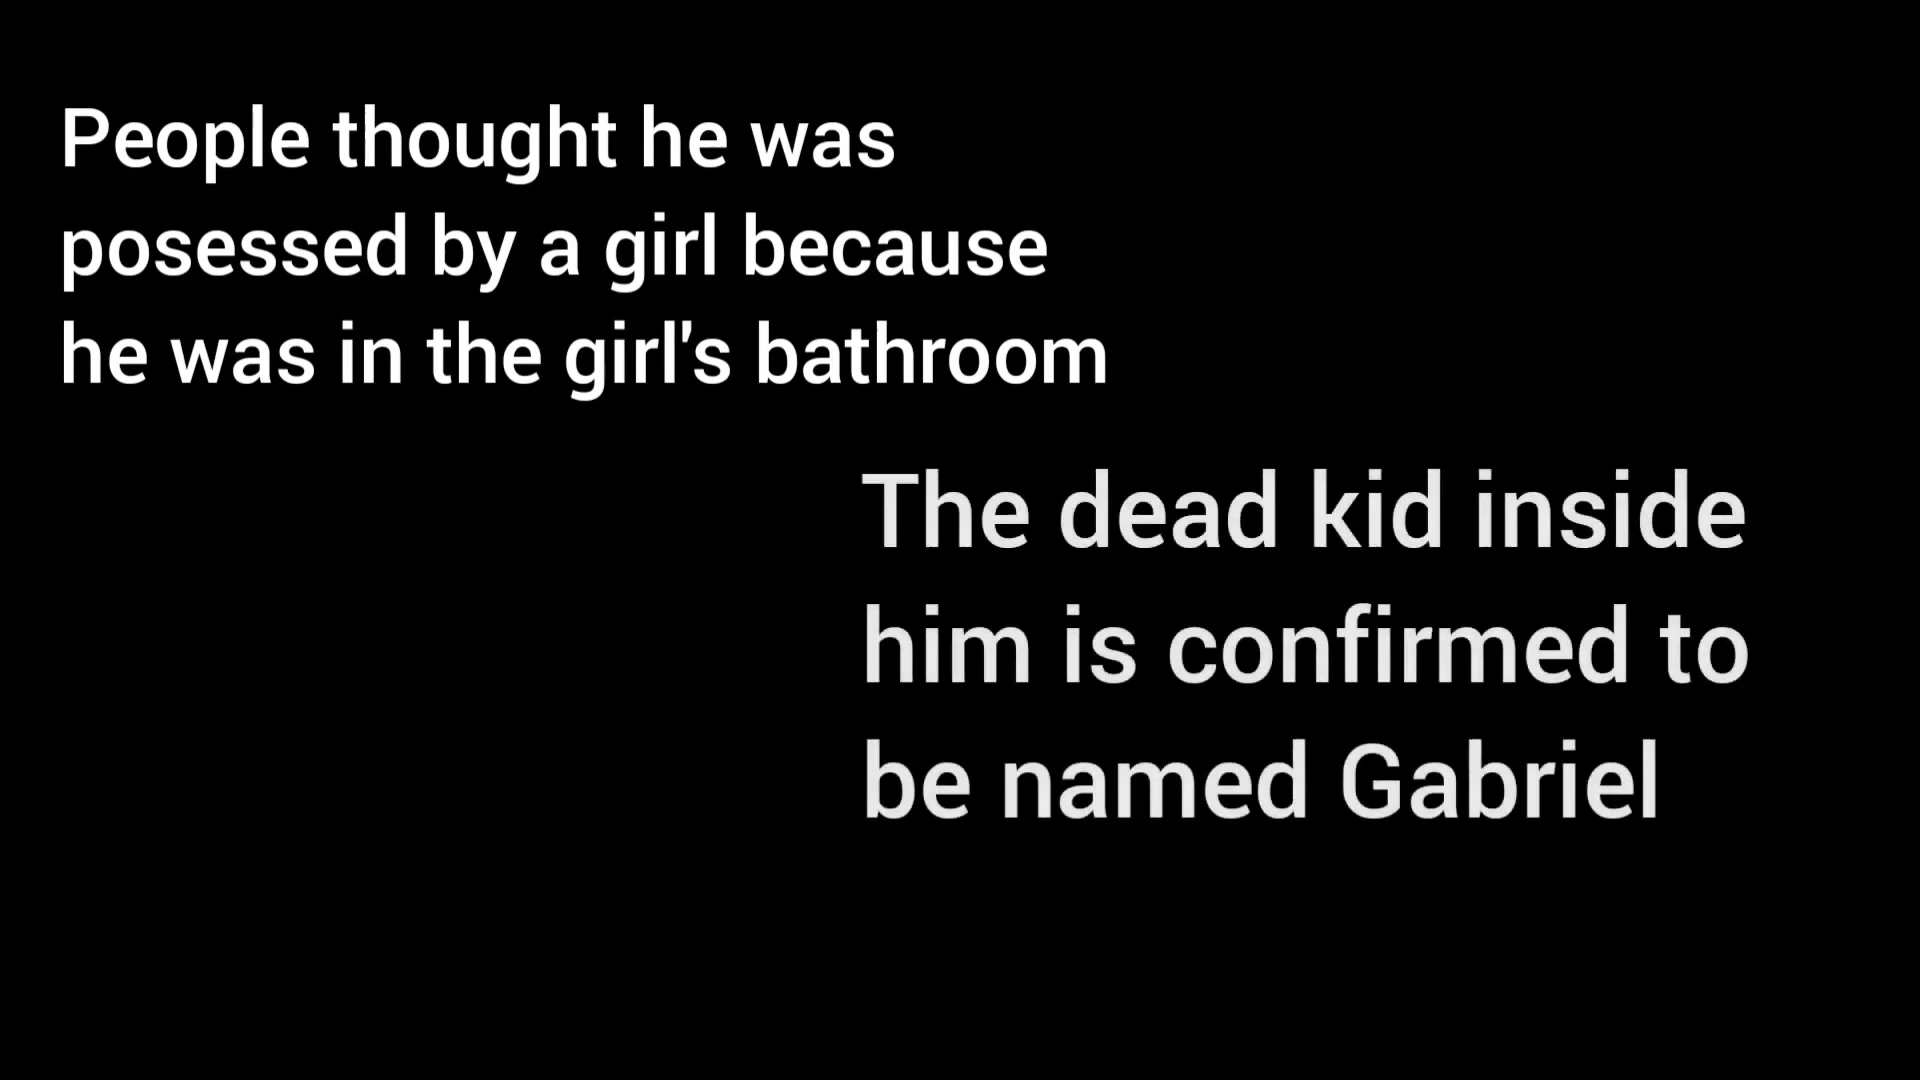 People thought he was
posessed by a girl because
he was in the girl's bathroom
The dead kid inside
him is confirmed to
be named Gabriel